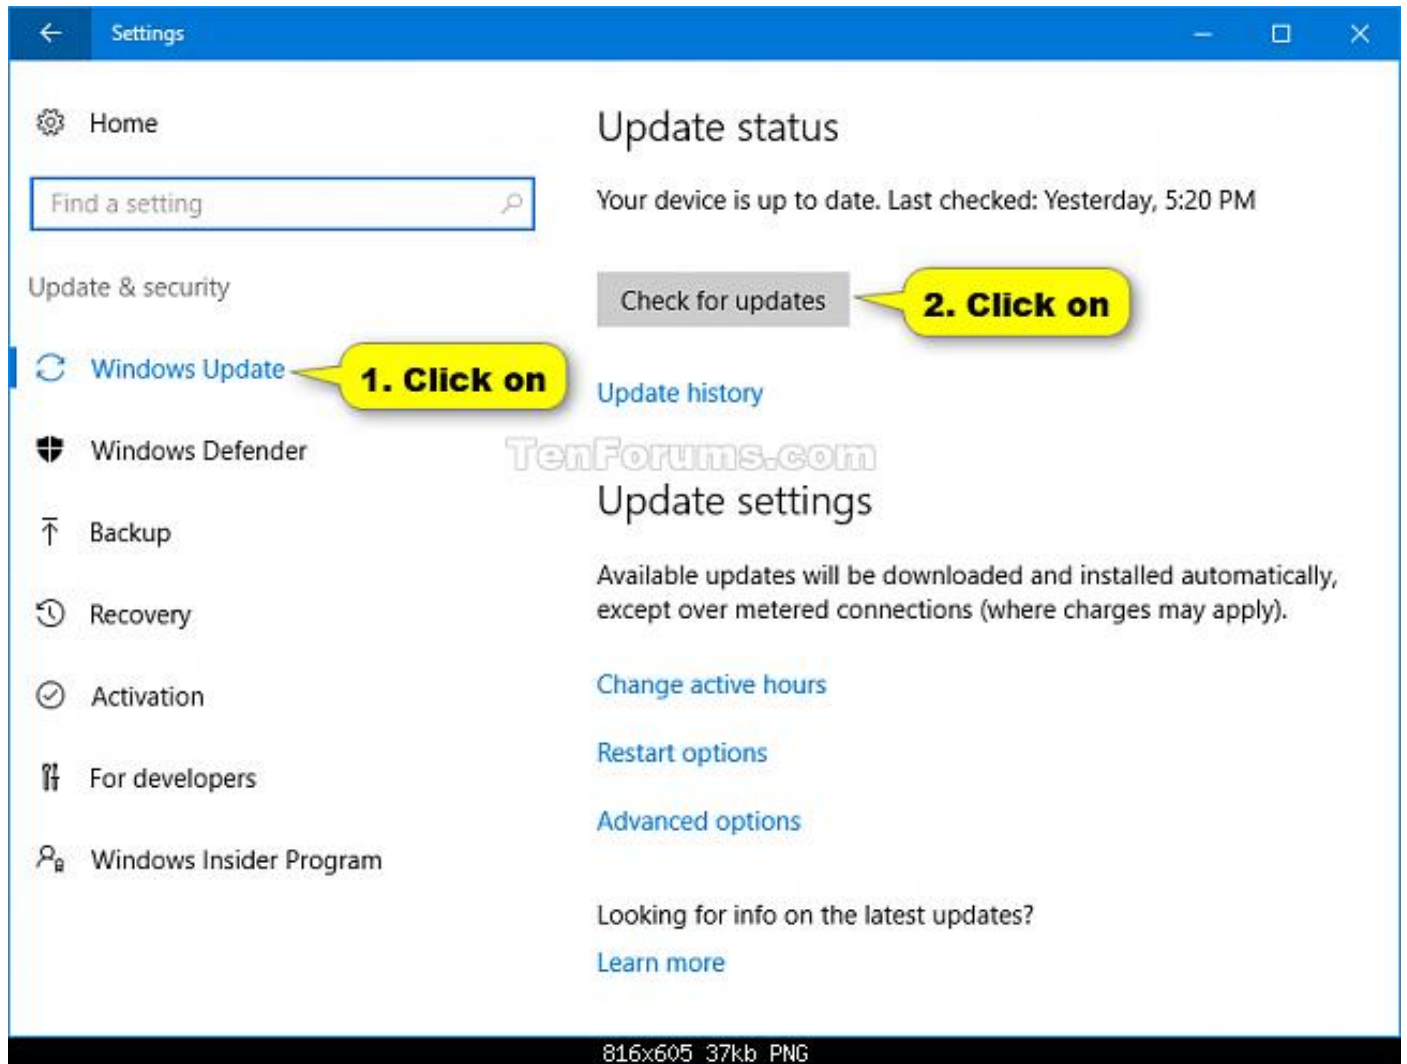 Settings
Home
Find a setting
Update & security
Windows Update
1. Click on
Windows Defender
Backup
Recovery
Activation
For developers
Windows Insider Program
Update status
Your device is up to date. Last checked: Yesterday, 5:20 PM
Check for updates
2. Click on
Update history
TenForums.com
Update settings
Available updates will be downloaded and installed automatically,
except over metered connections (where charges may apply).
Change active hours
Restart options
Advanced options
Looking for info on the latest updates?
Learn more
816x605 37kb PNG